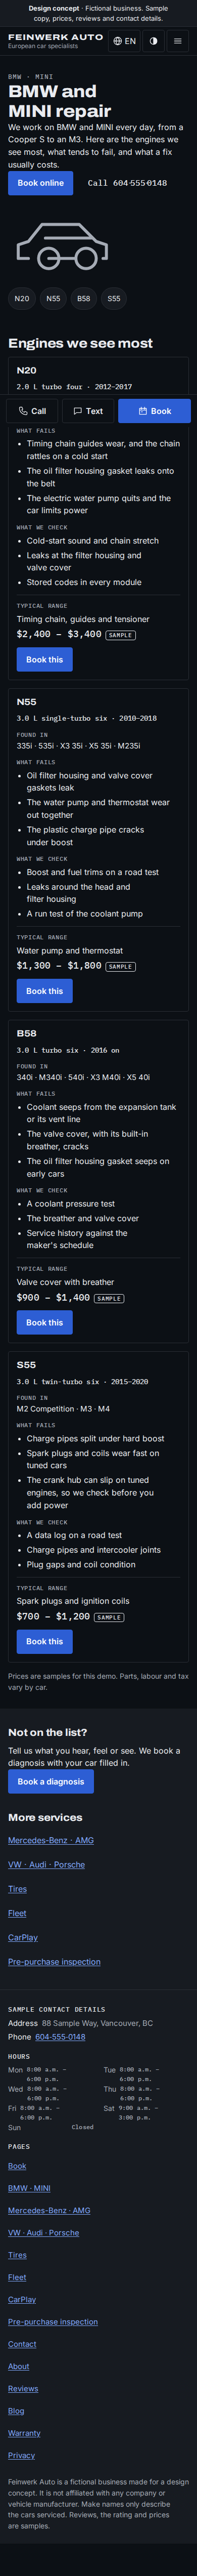 Design concept · Fictional business. Sample
copy, prices, reviews and contact details.
FEINWERK AUTO
European car specialists
EN
BMW · MINI
BMW and
MINI repair
We work on BMW and MINI every day, from a
Cooper S to an M3. Here are the engines we
see most, what tends to fail, and what a fix
usually costs.
Book online
Call 604-555-0148
N20
N55
B58
S55
Engines we see most
N20
2.0 L turbo four · 2012–2017
Call
Text
Book
WHAT FAILS
• Timing chain guides wear, and the chain
rattles on a cold start
• The oil filter housing gasket leaks onto
the belt
• The electric water pump quits and the
car limits power
WHAT WE CHECK
• Cold-start sound and chain stretch
• Leaks at the filter housing and
valve cover
• Stored codes in every module
TYPICAL RANGE
Timing chain, guides and tensioner
$2,400 – $3,400 SAMPLE
Book this
N55
3.0 L single-turbo six · 2010–2018
FOUND IN
335i · 535i · X3 35i · X5 35i · M235i
WHAT FAILS
• Oil filter housing and valve cover
gaskets leak
• The water pump and thermostat wear
out together
• The plastic charge pipe cracks
under boost
WHAT WE CHECK
• Boost and fuel trims on a road test
• Leaks around the head and
filter housing
• A run test of the coolant pump
TYPICAL RANGE
Water pump and thermostat
$1,300 – $1,800 SAMPLE
Book this
B58
3.0 L turbo six · 2016 on
FOUND IN
340i · M340i · 540i · X3 M40i · X5 40i
WHAT FAILS
• Coolant seeps from the expansion tank
or its vent line
• The valve cover, with its built-in
breather, cracks
• The oil filter housing gasket seeps on
early cars
WHAT WE CHECK
• A coolant pressure test
• The breather and valve cover
• Service history against the
maker's schedule
TYPICAL RANGE
Valve cover with breather
$900 – $1,400 SAMPLE
Book this
S55
3.0 L twin-turbo six · 2015–2020
FOUND IN
M2 Competition · M3 · M4
WHAT FAILS
• Charge pipes split under hard boost
• Spark plugs and coils wear fast on
tuned cars
• The crank hub can slip on tuned
engines, so we check before you
add power
WHAT WE CHECK
• A data log on a road test
• Charge pipes and intercooler joints
• Plug gaps and coil condition
TYPICAL RANGE
Spark plugs and ignition coils
$700 – $1,200 SAMPLE
Book this
Prices are samples for this demo. Parts, labour and tax
vary by car.
Not on the list?
Tell us what you hear, feel or see. We book a
diagnosis with your car filled in.
Book a diagnosis
More services
Mercedes-Benz · AMG
VW · Audi · Porsche
Tires
Fleet
CarPlay
Pre-purchase inspection
SAMPLE CONTACT DETAILS
Address 88 Sample Way, Vancouver, BC
Phone 604-555-0148
HOURS
Mon 8:00 a.m. –
6:00 p.m.
Tue 8:00 a.m. –
6:00 p.m.
Wed 8:00 a.m. –
6:00 p.m.
Thu 8:00 a.m. –
6:00 p.m.
Fri 8:00 a.m. –
6:00 p.m.
Sat 9:00 a.m. –
3:00 p.m.
Sun Closed
PAGES
Book
BMW · MINI
Mercedes-Benz · AMG
VW · Audi · Porsche
Tires
Fleet
CarPlay
Pre-purchase inspection
Contact
About
Reviews
Blog
Warranty
Privacy
Feinwerk Auto is a fictional business made for a design
concept. It is not affiliated with any company or
vehicle manufacturer. Make names only describe
the cars serviced. Reviews, the rating and prices
are samples.